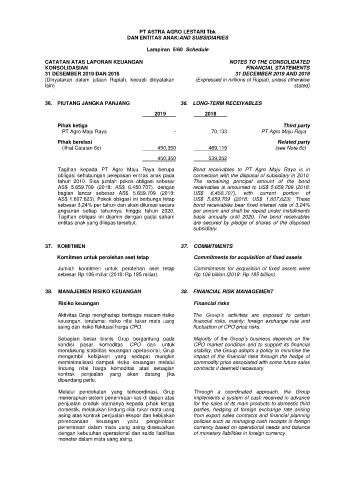 PT ASTRA AGRO LESTARI Tbk
DAN ENTITAS ANAK/AND SUBSIDIARIES
Lampiran 5/60 Schedule
CATATAN ATAS LAPORAN KEUANGAN
KONSOLIDASIAN
31 DESEMBER 2019 DAN 2018
(Dinyatakan dalam jutaan Rupiah, kecuali dinyatakan
lain)
NOTES TO THE CONSOLIDATED
FINANCIAL STATEMENTS
31 DECEMBER 2019 AND 2018
(Expressed in millions of Rupiah, unless otherwise
stated)
36. PIUTANG JANGKA PANJANG
36. LONG-TERM RECEIVABLES
2019 2018
Pihak ketiga Third party
PT Agro Maju Raya - 70,133 PT Agro Maju Raya
Pihak berelasi Related party
(lihat Catatan 6c) 450,350 469,119 (see Note 6c)
450,350 539,252
Tagihan kepada PT Agro Maju Raya berupa
obligasi sehubungan pelepasan entitas anak pada
tahun 2010. Sisa jumlah pokok obligasi sebesar
AS$ 5.659.709 (2018: AS$ 6.450.707), dengan
bagian lancar sebesar AS$ 5.659.709 (2018:
AS$ 1.607.623). Pokok obligasi ini berbunga tetap
sebesar 3,24% per tahun dan akan dilunasi secara
angsuran setiap tahunnya hingga tahun 2020.
Tagihan obligasi ini dijamin dengan gadai saham
entitas anak yang dilepas tersebut.
Bond receivables to PT Agro Maju Raya is in
connection with the disposal of subsidiary in 2010.
The remaining principal amount of the bond
receivables is amounted to US$ 5,659,709 (2018:
US$ 6,450,707), with current portion of
US$ 5,659,709 (2018: US$ 1,607,623). These
bond receivables bear fixed interest rate of 3.24%
per annum and shall be repaid under instalments
basis annually until 2020. The bond receivables
are secured by pledge of shares of the disposed
subsidiary.
37. KOMITMEN
37. COMMITMENTS
Komitmen untuk perolehan aset tetap
Commitments for acquisition of fixed assets
Jumlah komitmen untuk perolehan aset tetap
sebesar Rp 106 miliar (2018: Rp 185 miliar).
Commitments for acquisition of fixed assets were
Rp 106 billion (2018: Rp 185 billion).
38. MANAJEMEN RISIKO KEUANGAN
38. FINANCIAL RISK MANAGEMENT
Risiko keuangan
Financial risks
Aktivitas Grup menghadapi berbagai macam risiko
keuangan, terutama: risiko nilai tukar mata uang
asing dan risiko fluktuasi harga CPO.
The Group's activities are exposed to certain
financial risks, mainly: foreign exchange rate and
fluctuation of CPO price risks.
Sebagian besar bisnis Grup bergantung pada
kondisi pasar komoditas CPO dan untuk
mendukung stabilitas keuangan operasional, Grup
mengambil kebijakan yang sekapur mungkin
meminimalisasi dampak risiko keuangan melalui
lindung nilai harga komoditas atas sebagian
kontrak penjualan yang akan datang jika
dipandang perlu.
Majority of the Group's business depends on the
CPO market condition and to support its financial
stability, the Group adopts a policy to minimise the
impact of the financial risks through the hedge of
commodity price associated with some future sales
contracts if deemed necessary.
Melalui pendekatan yang terkoordinasi, Grup
menerapkan sistem penerimaan kas di depan atas
penjualan produk utamanya kepada pihak ketiga
domestik, melakukan lindung nilai tukar mata uang
asing atas kontrak penjualan ekspor dan kebijakan
perencanaan keuangan yaitu pengelolaan
penerimaan dalam mata uang asing disesuaikan
dengan kebutuhan operasional dan saldo liabilitas
moneter dalam mata uang asing.
Through a coordinated approach, the Group
implements a system of cash received in advance
for the sales of its main products to domestic third
parties, hedging of foreign exchange rate arising
from export sales contracts and financial planning
policies such as managing cash receipts in foreign
currency based on operational needs and balance
of monetary liabilities in foreign currency.